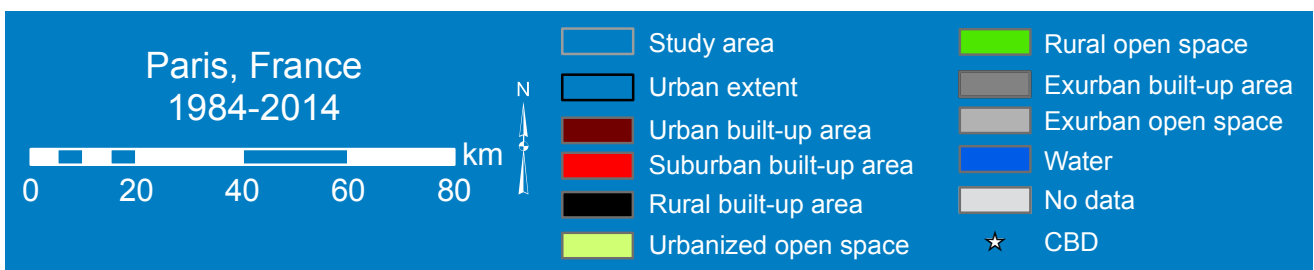 Paris, France
1984-2014
km
0 20 40 60 80
N
Study area
Urban extent
Urban built-up area
Suburban built-up area
Rural built-up area
Urbanized open space
Rural open space
Exurban built-up area
Exurban open space
Water
No data
CBD